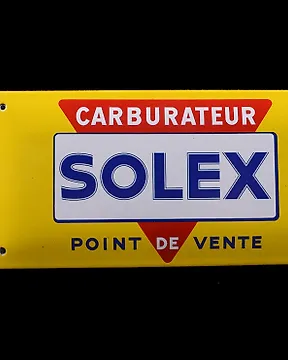 CARBURATEUR
SOLEX
POINT DE VENTE